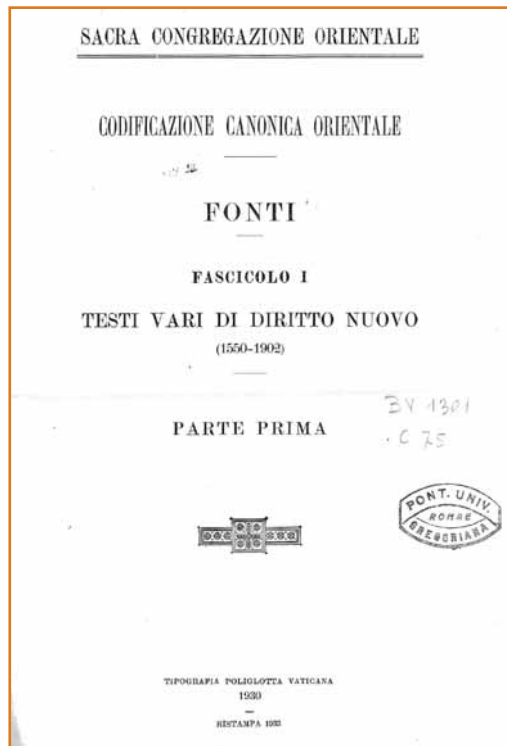 SACRA CONGREGAZIONE ORIENTALE
CODIFICAZIONE CANONICA ORIENTALE
FONTI
FASCICOLO I
TESTI VARI DI DIRITTO NUOVO
(1550-1902)
PARTE PRIMA
BV 1301
.C 75
PONT. UNIV.
ROMAE
GREGORIANA
TIPOGRAFIA POLIGLOTTA VATICANA
1930
RISTAMPA 1933